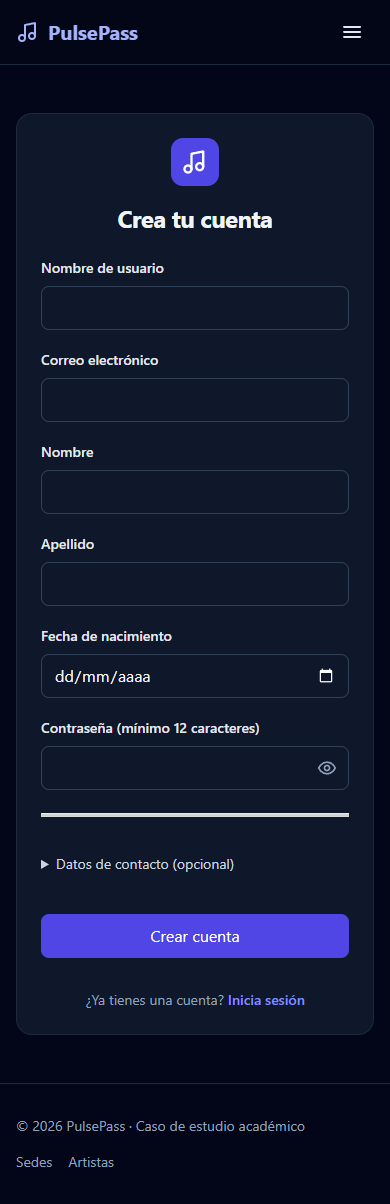 PulsePass
Crea tu cuenta
Nombre de usuario
Correo electrónico
Nombre
Apellido
Fecha de nacimiento
dd/mm/aaaa
Contraseña (mínimo 12 caracteres)
Datos de contacto (opcional)
Crear cuenta
¿Ya tienes una cuenta? Inicia sesión
© 2026 PulsePass · Caso de estudio académico
Sedes Artistas